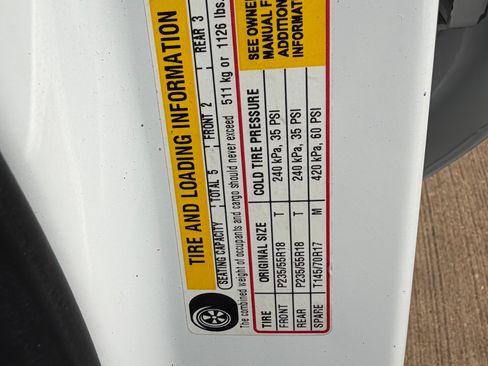 TIRE AND LOADING INFORMATION
SEATING CAPACITY TOTAL 5 FRONT 2 REAR 3
The combined weight of occupants and cargo should never exceed 511 kg or 1126 lbs.
TIRE ORIGINAL SIZE COLD TIRE PRESSURE
FRONT P235/55R18 T 240 kPa, 35 PSI
REAR P235/55R18 T 240 kPa, 35 PSI
SPARE T145/70R17 M 420 kPa, 60 PSI
SEE OWNER
MANUAL F
ADDITION
INFORMAT